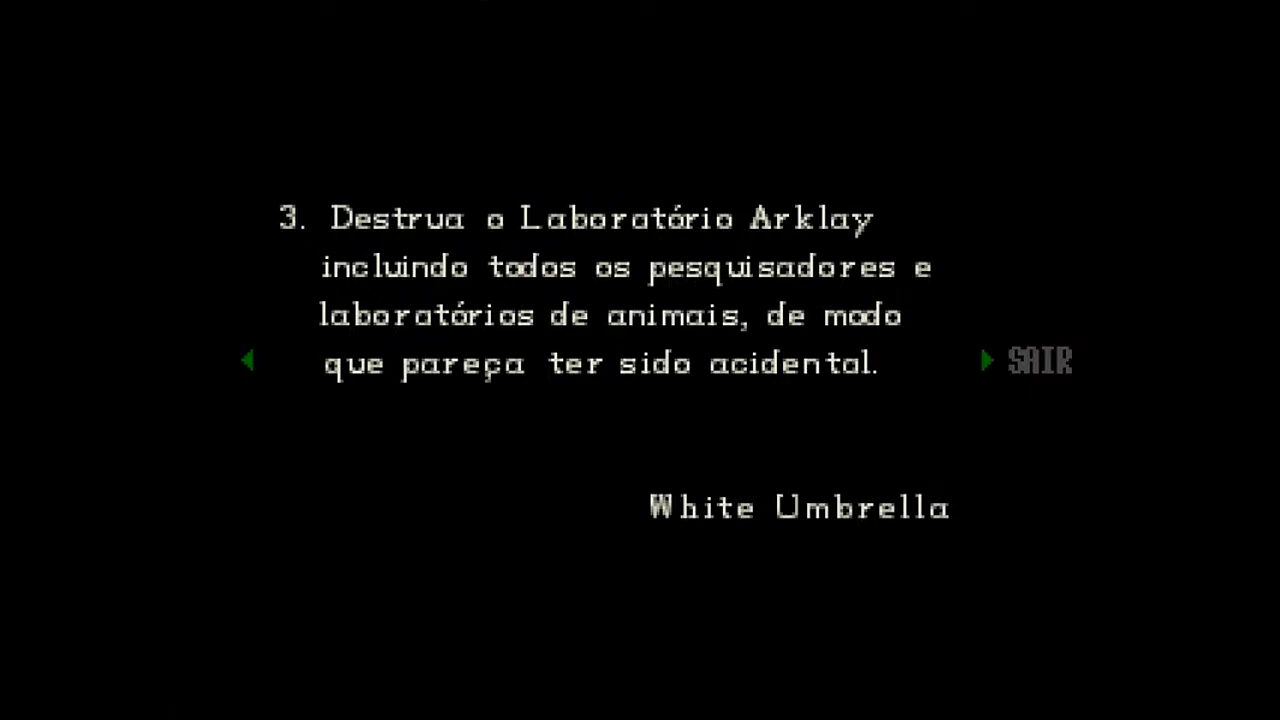 3. Destrua o Laboratório Arklay
incluindo todos os pesquisadores e
laboratórios de animais, de modo
que pareça ter sido acidental.
SAIR
White Umbrella